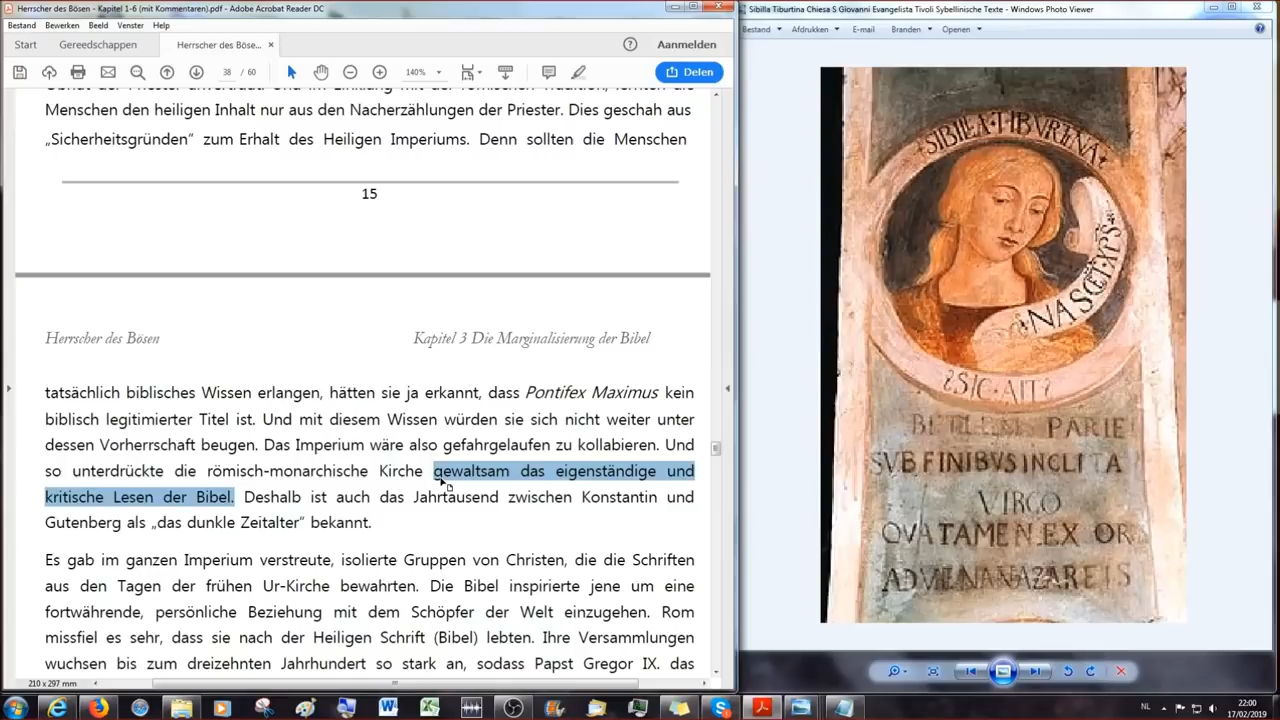 Herrscher des Bösen - Kapitel 1-6 (mit Kommentaren).pdf - Adobe Acrobat Reader DC
Bestand Bewerken Beeld Venster Help
Start Gereedschappen Herrscher des Böse... × Aanmelden
38 / 60 140% Delen
Menschen den heiligen Inhalt nur aus den Nacherzählungen der Priester. Dies geschah aus
„Sicherheitsgründen“ zum Erhalt des Heiligen Imperiums. Denn sollten die Menschen
15
Herrscher des Bösen Kapitel 3 Die Marginalisierung der Bibel
tatsächlich biblisches Wissen erlangen, hätten sie ja erkannt, dass Pontifex Maximus kein
biblisch legitimierter Titel ist. Und mit diesem Wissen würden sie sich nicht weiter unter
dessen Vorherrschaft beugen. Das Imperium wäre also gefahrgelaufen zu kollabieren. Und
so unterdrückte die römisch-monarchische Kirche gewaltsam das eigenständige und
kritische Lesen der Bibel. Deshalb ist auch das Jahrtausend zwischen Konstantin und
Gutenberg als „das dunkle Zeitalter“ bekannt.
Es gab im ganzen Imperium verstreute, isolierte Gruppen von Christen, die die Schriften
aus den Tagen der frühen Ur-Kirche bewahrten. Die Bibel inspirierte jene um eine
fortwährende, persönliche Beziehung mit dem Schöpfer der Welt einzugehen. Rom
missfiel es sehr, dass sie nach der Heiligen Schrift (Bibel) lebten. Ihre Versammlungen
wuchsen bis zum dreizehnten Jahrhundert so stark an, sodass Papst Gregor IX. das
210 x 297 mm
Sibilla Tiburtina Chiesa S Giovanni Evangelista Tivoli Sybellinische Texte - Windows Photo Viewer
Bestand Afdrukken E-mail Branden Openen
SIBILLA·TIBVRTINA
NASCET·XPS
SIC·AIT
PARIE
SVB FINIBVS INCLITA
VIRGO
QVA TAMEN EX OR
ADVENA NAZAREIS
NL 22:00
17/02/2019